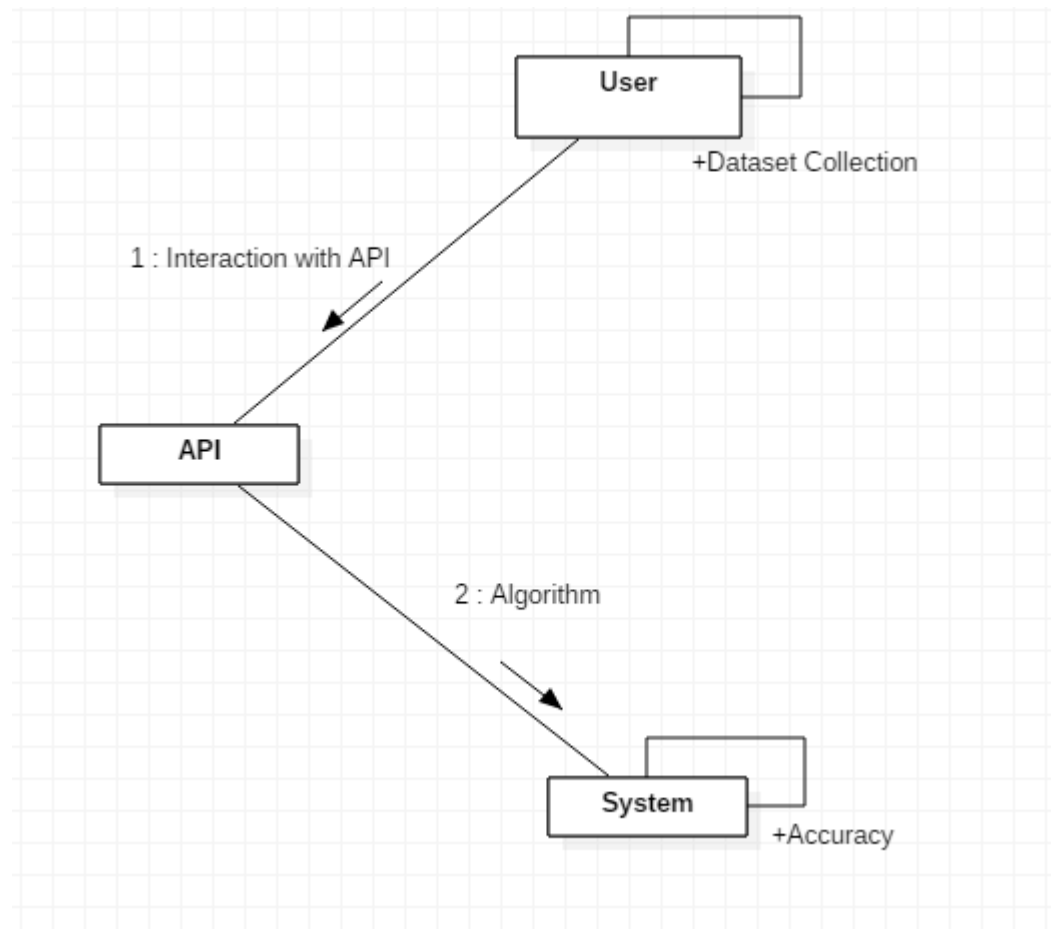 User
+Dataset Collection
1 : Interaction with API
API
2 : Algorithm
System
+Accuracy